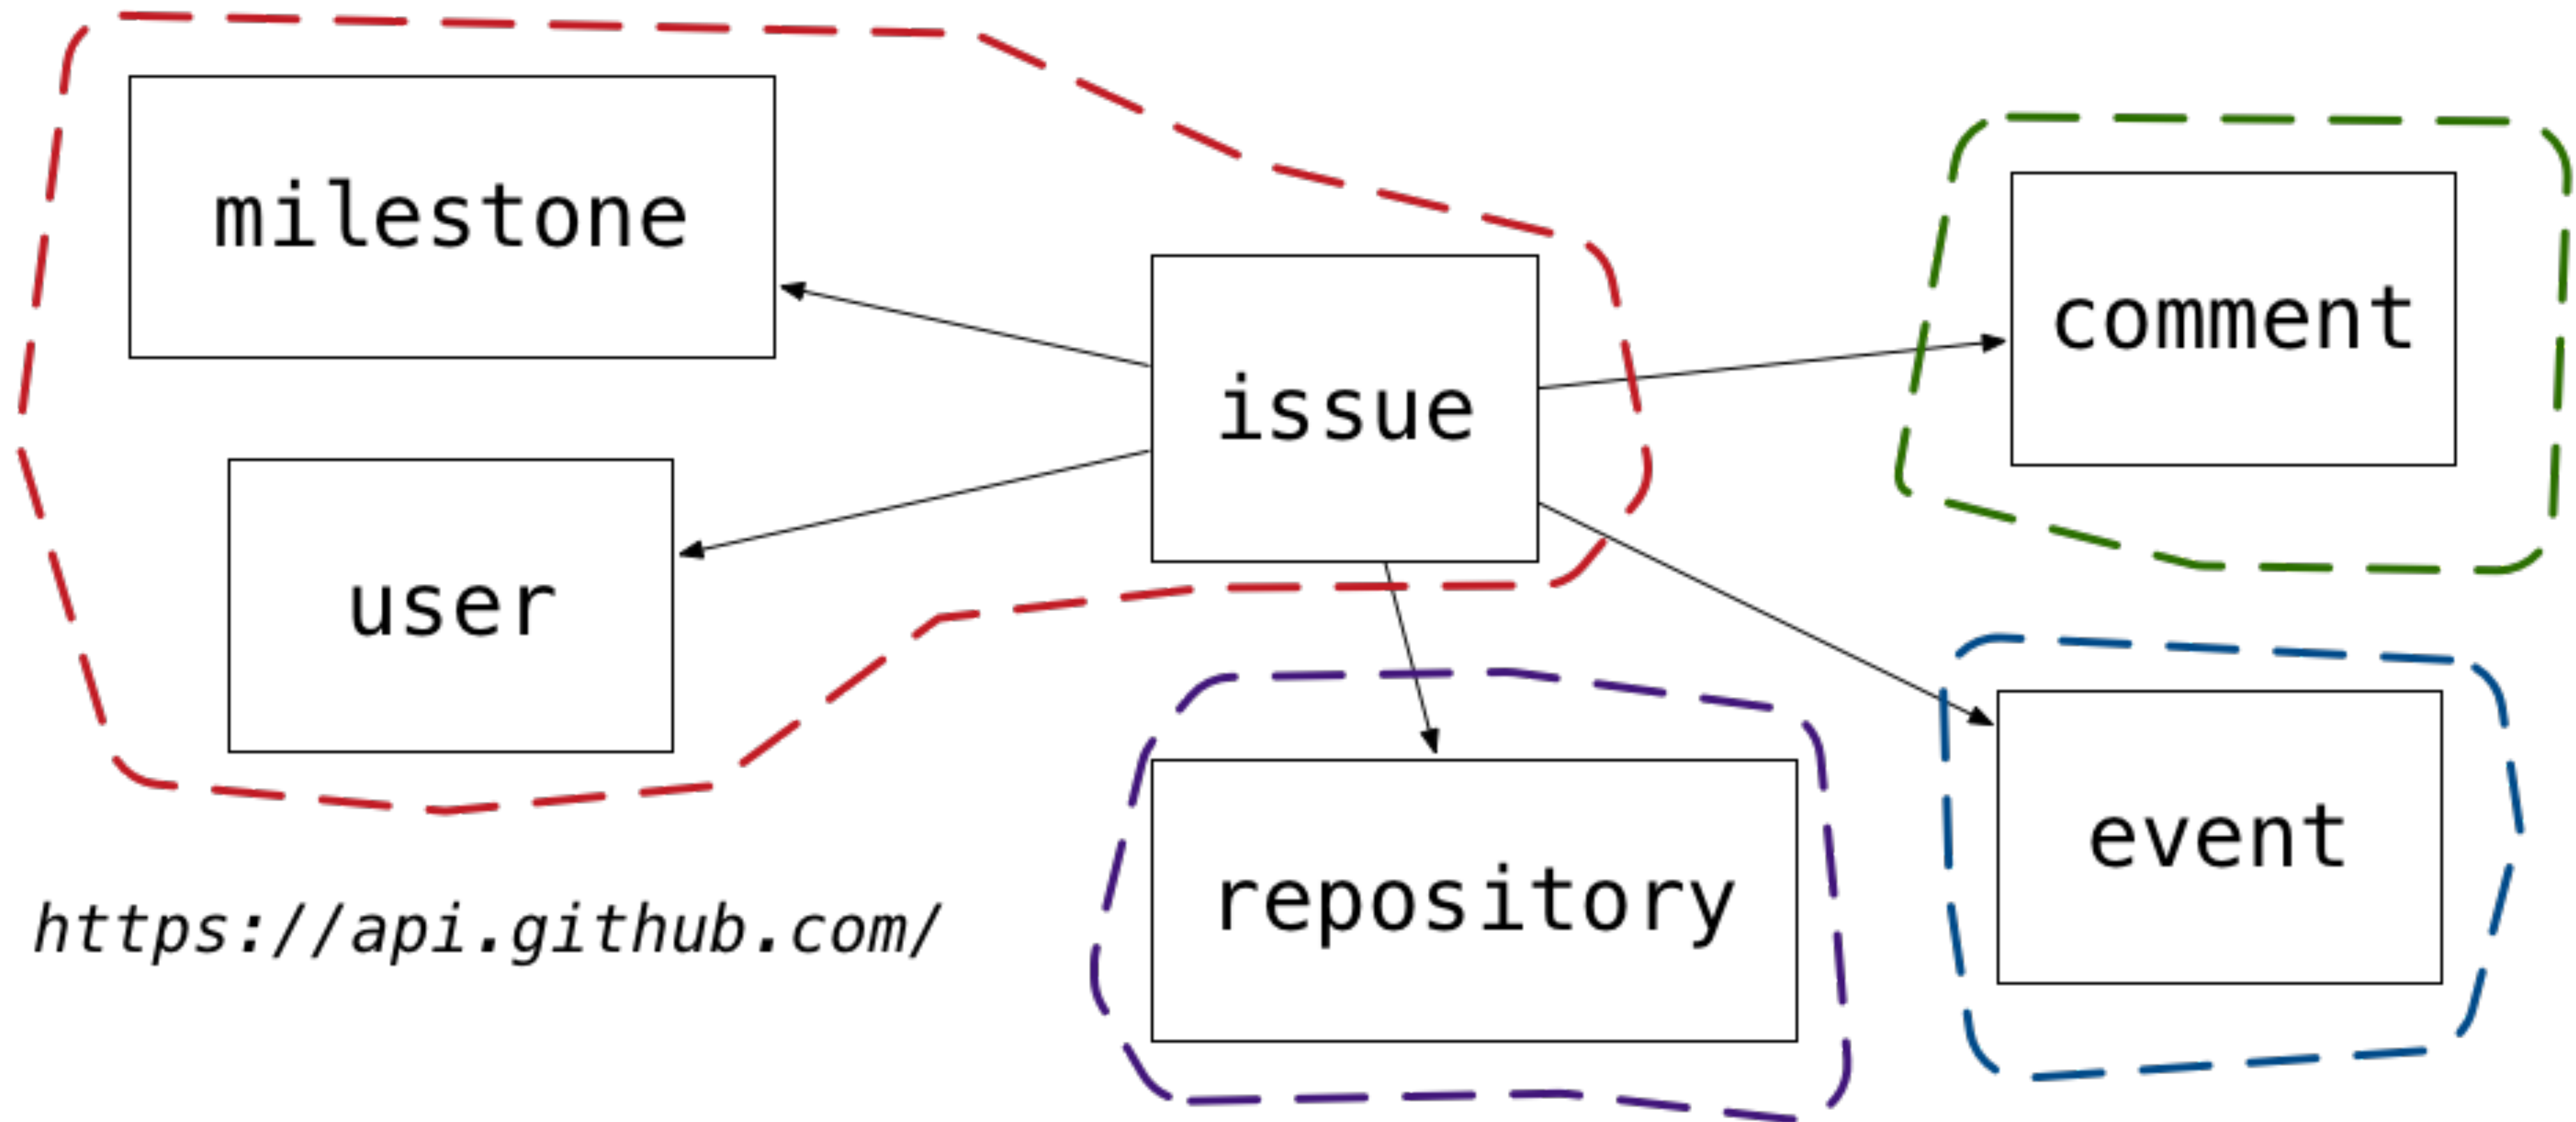 milestone
issue
comment
user
repository
event
https://api.github.com/